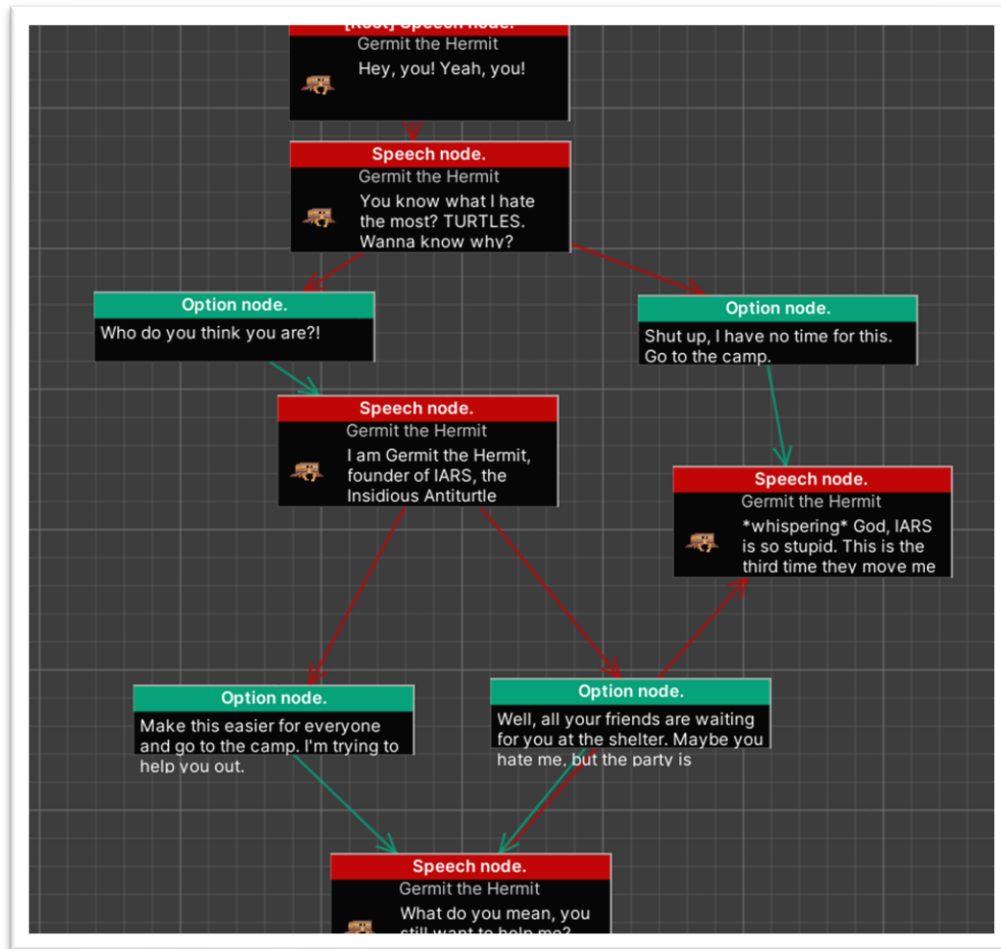 [Root] Speech node.
Germit the Hermit
Hey, you! Yeah, you!
Speech node.
Germit the Hermit
You know what I hate
the most? TURTLES.
Wanna know why?
Option node.
Who do you think you are?!
Option node.
Shut up, I have no time for this.
Go to the camp.
Speech node.
Germit the Hermit
I am Germit the Hermit,
founder of IARS, the
Insidious Antiturtle
Speech node.
Germit the Hermit
*whispering* God, IARS
is so stupid. This is the
third time they move me
Option node.
Make this easier for everyone
and go to the camp. I'm trying to
help you out.
Option node.
Well, all your friends are waiting
for you at the shelter. Maybe you
hate me, but the party is
Speech node.
Germit the Hermit
What do you mean, you
still want to help me?